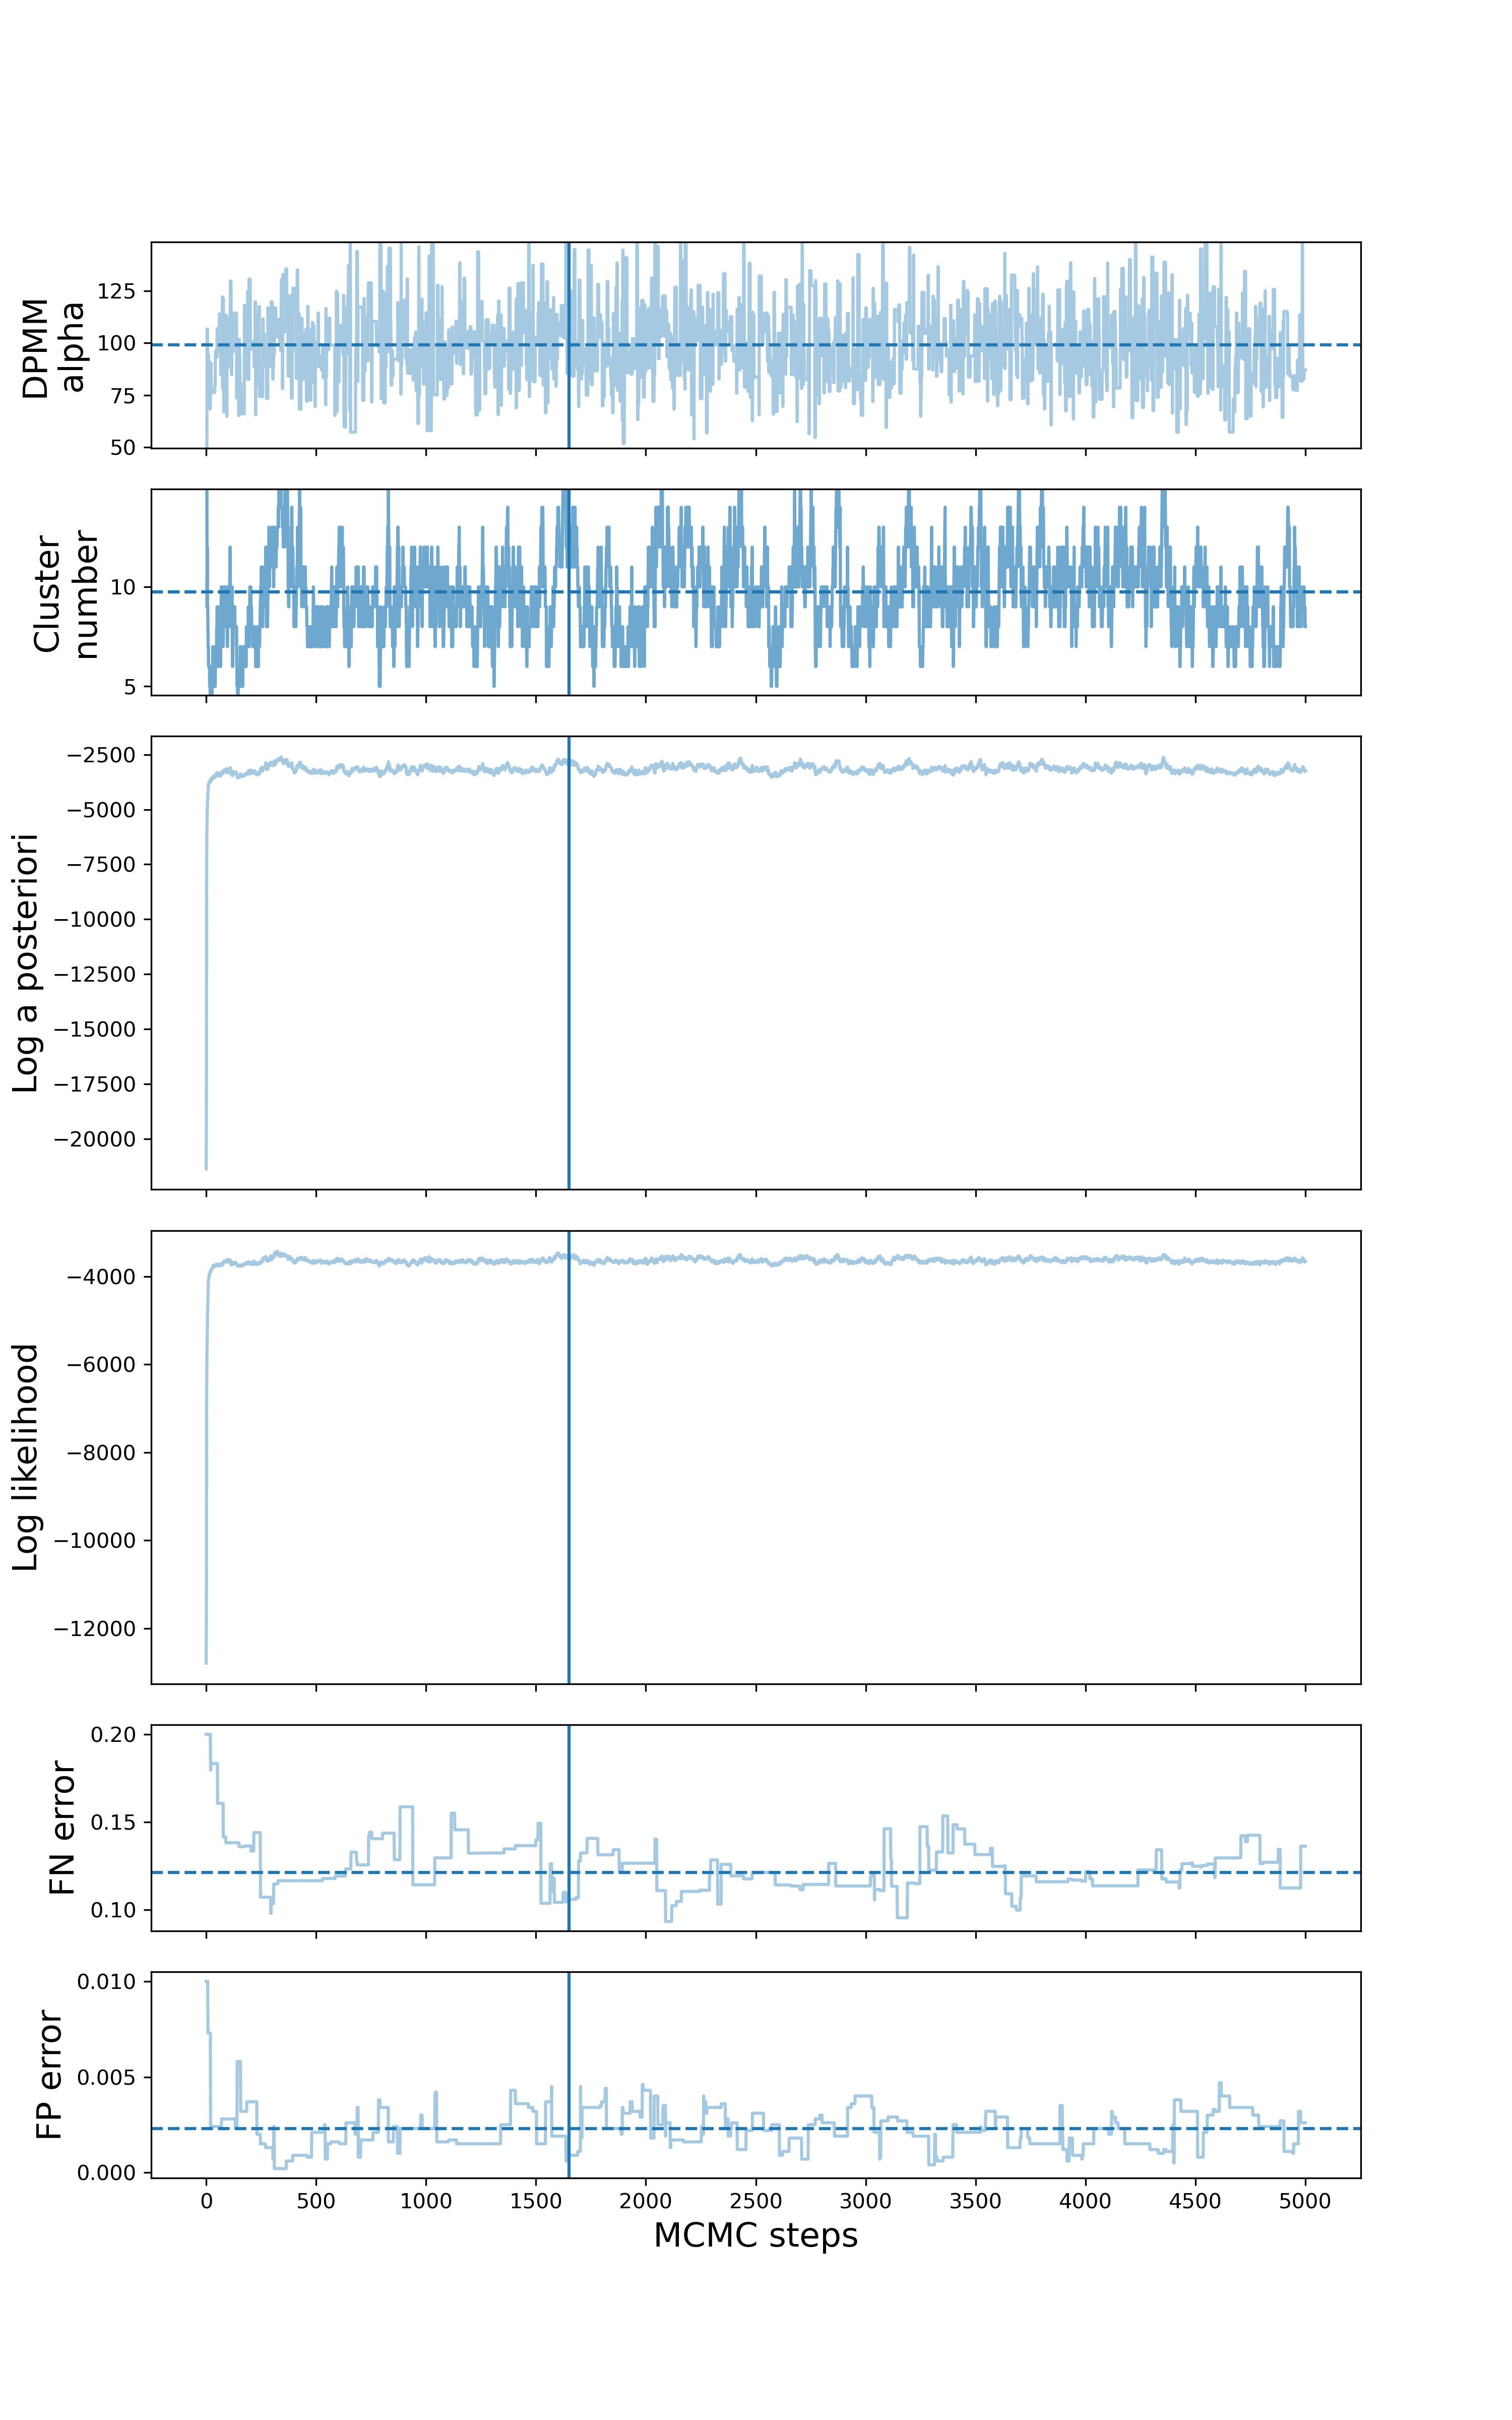 DPMM
alpha
125
100
75
50
Cluster
number
10
5
Log a posteriori
−2500
−5000
−7500
−10000
−12500
−15000
−17500
−20000
Log likelihood
−4000
−6000
−8000
−10000
−12000
FN error
0.20
0.15
0.10
FP error
0.010
0.005
0.000
0 500 1000 1500 2000 2500 3000 3500 4000 4500 5000
MCMC steps